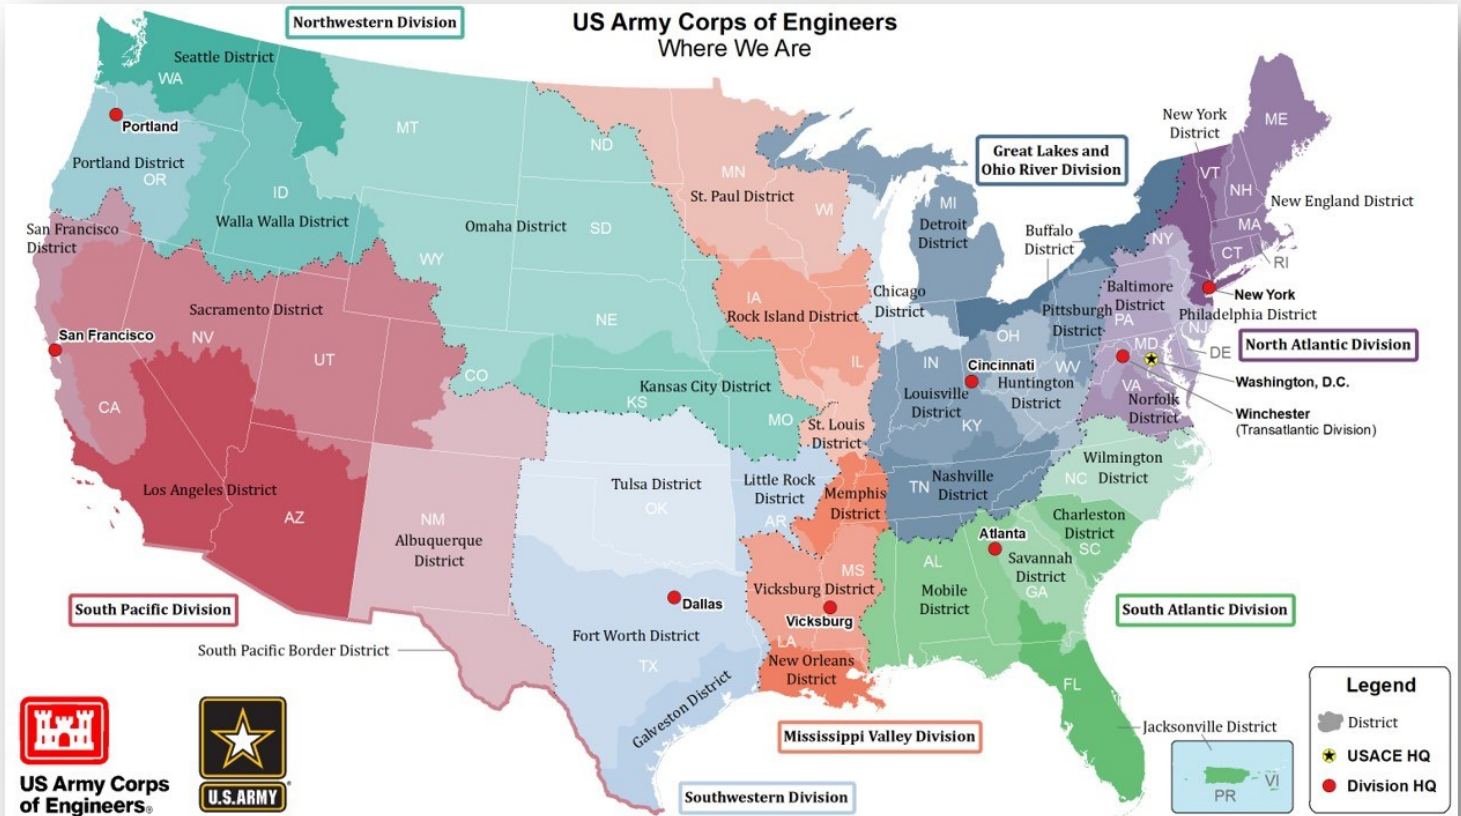 US Army Corps of Engineers
Where We Are
Northwestern Division
Seattle District
WA
Portland
Portland District
OR
MT
ID
Walla Walla District
ND
MN
St. Paul District
WI
Omaha District
SD
WY
NE
San Francisco
District
Sacramento District
San Francisco
NV
UT
CA
CO
Kansas City District
KS
MO
IA
Rock Island District
IL
St. Louis
District
Great Lakes and
Ohio River Division
MI
Detroit
District
Buffalo
District
Chicago
District
Pittsburgh
District
OH
IN
Cincinnati
Louisville
District
Huntington
District
WV
KY
TN
Nashville
District
New York
District
ME
VT
NH
New England District
MA
NY
CT
RI
Baltimore
District
PA
New York
Philadelphia District
NJ
North Atlantic Division
MD
DE
Washington, D.C.
VA
Norfolk
District
Winchester
(Transatlantic Division)
Los Angeles District
AZ
NM
Albuquerque
District
South Pacific Division
South Pacific Border District
Tulsa District
OK
Little Rock
District
AR
Memphis
District
Dallas
Fort Worth District
TX
Galveston District
Southwestern Division
MS
Vicksburg District
Vicksburg
LA
New Orleans
District
Mississippi Valley Division
Wilmington
District
NC
Charleston
District
SC
Atlanta
Savannah
District
GA
AL
Mobile
District
South Atlantic Division
FL
Jacksonville District
PR
VI
Legend
District
USACE HQ
Division HQ
US Army Corps
of Engineers®
U.S.ARMY